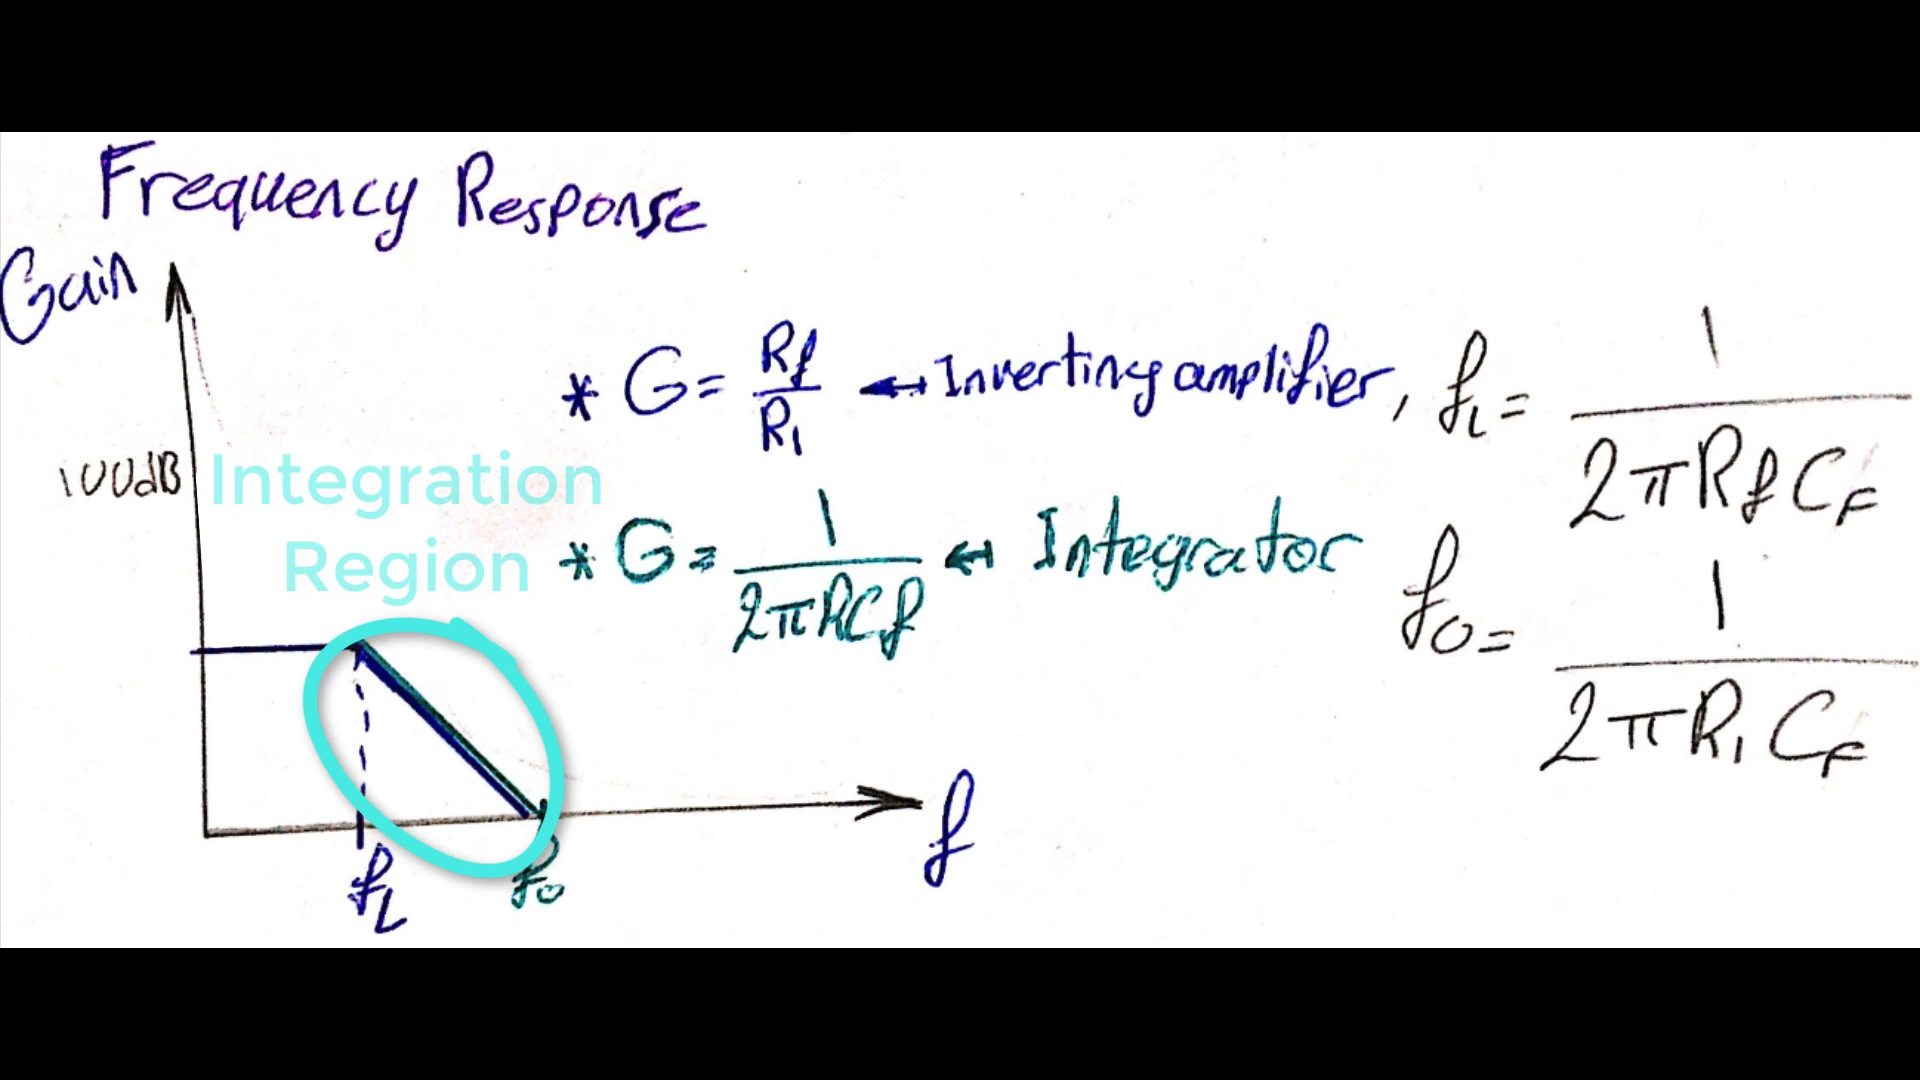 Frequency Response
Gain
* G = Rf / R1 ← Inverting amplifier, fL = 1 / 2πRfCF
100dB
Integration
Region
* G = 1 / 2πRCf ← Integrator
fo = 1 / 2πR1CF
f
fL
fo